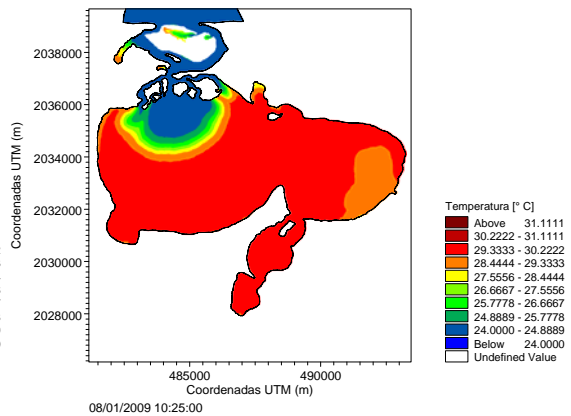 2038000
2036000
2034000
2032000
2030000
2028000
Coordenadas UTM (m)
485000
490000
Coordenadas UTM (m)
08/01/2009 10:25:00
Temperatura [° C]
Above 31.1111
30.2222 - 31.1111
29.3333 - 30.2222
28.4444 - 29.3333
27.5556 - 28.4444
26.6667 - 27.5556
25.7778 - 26.6667
24.8889 - 25.7778
24.0000 - 24.8889
Below 24.0000
Undefined Value